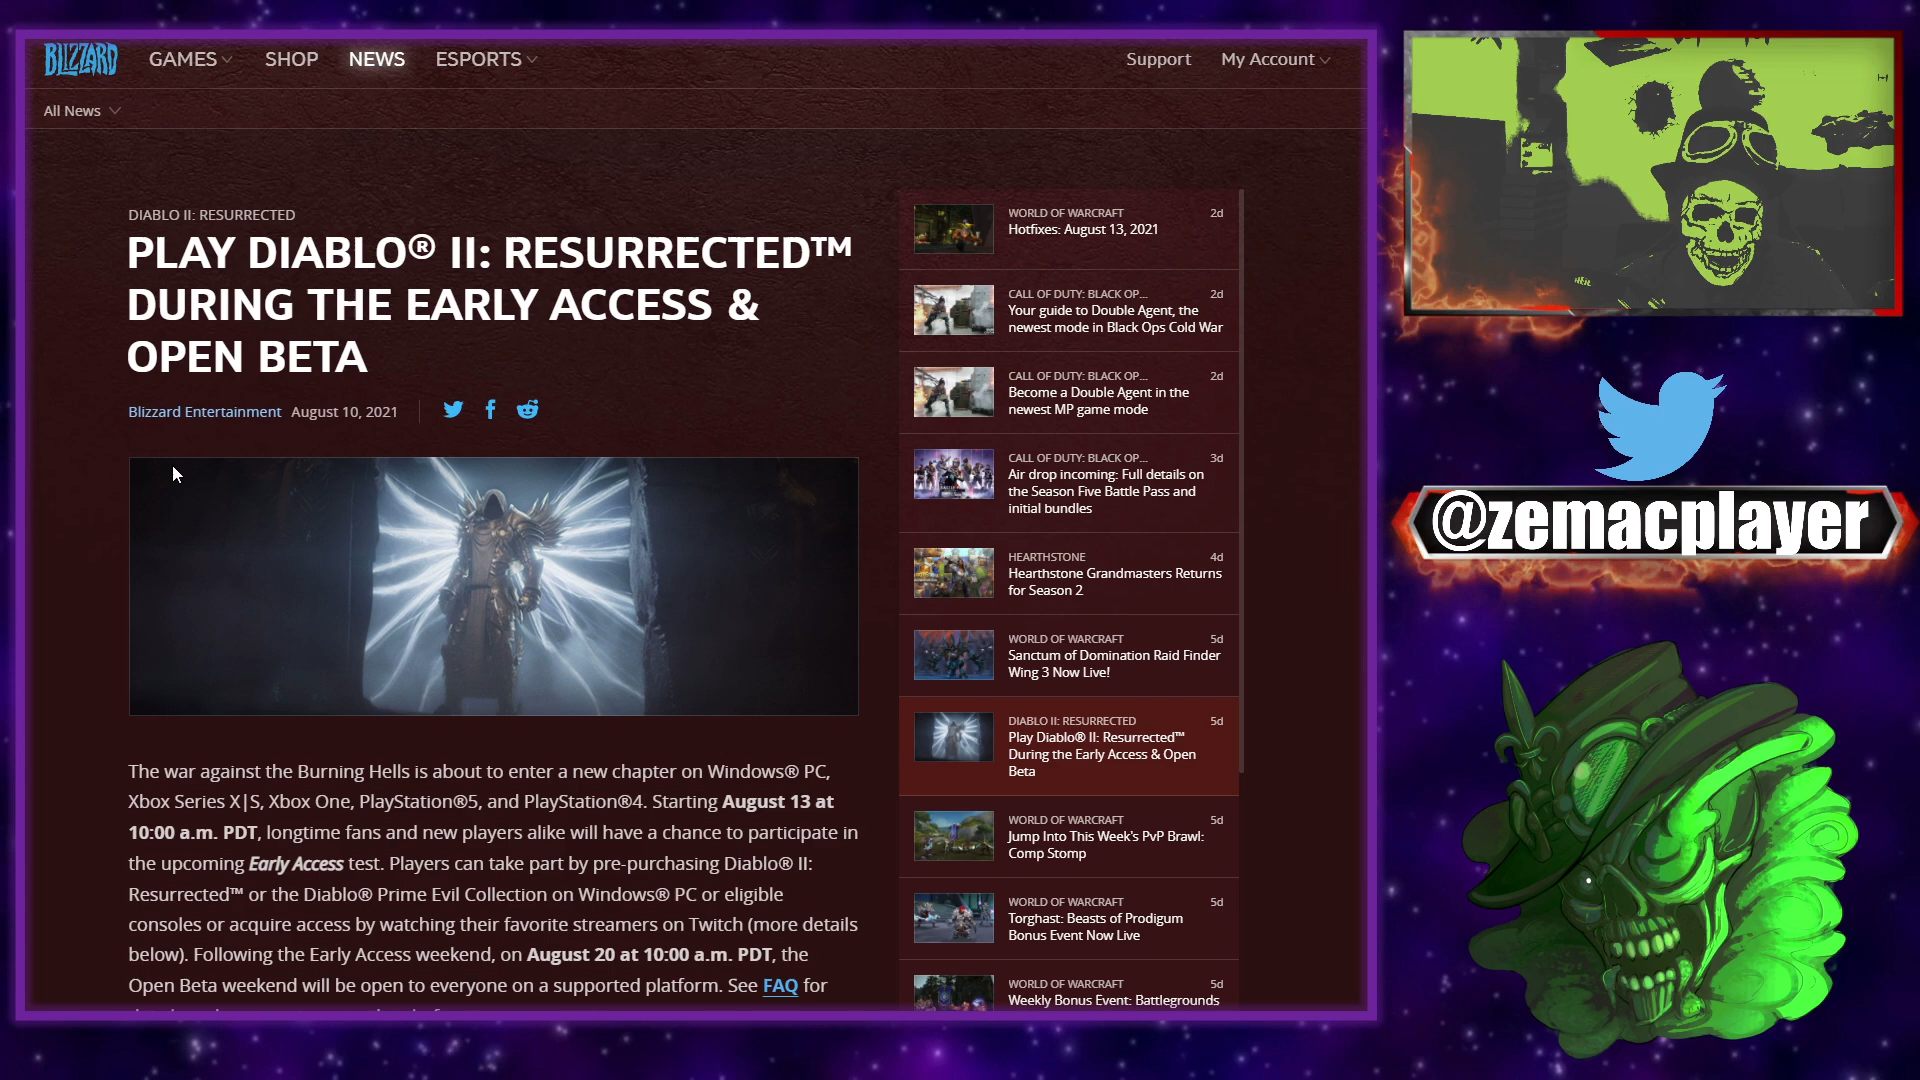 BLIZZARD GAMES SHOP NEWS ESPORTS Support My Account
All News
DIABLO II: RESURRECTED
PLAY DIABLO® II: RESURRECTED™
DURING THE EARLY ACCESS &
OPEN BETA
Blizzard Entertainment August 10, 2021
The war against the Burning Hells is about to enter a new chapter on Windows® PC,
Xbox Series X|S, Xbox One, PlayStation®5, and PlayStation®4. Starting August 13 at
10:00 a.m. PDT, longtime fans and new players alike will have a chance to participate in
the upcoming Early Access test. Players can take part by pre-purchasing Diablo® II:
Resurrected™ or the Diablo® Prime Evil Collection on Windows® PC or eligible
consoles or acquire access by watching their favorite streamers on Twitch (more details
below). Following the Early Access weekend, on August 20 at 10:00 a.m. PDT, the
Open Beta weekend will be open to everyone on a supported platform. See FAQ for
WORLD OF WARCRAFT 2d
Hotfixes: August 13, 2021
CALL OF DUTY: BLACK OP... 2d
Your guide to Double Agent, the
newest mode in Black Ops Cold War
CALL OF DUTY: BLACK OP... 2d
Become a Double Agent in the
newest MP game mode
CALL OF DUTY: BLACK OP... 3d
Air drop incoming: Full details on
the Season Five Battle Pass and
initial bundles
HEARTHSTONE 4d
Hearthstone Grandmasters Returns
for Season 2
WORLD OF WARCRAFT 5d
Sanctum of Domination Raid Finder
Wing 3 Now Live!
DIABLO II: RESURRECTED 5d
Play Diablo® II: Resurrected™
During the Early Access & Open
Beta
WORLD OF WARCRAFT 5d
Jump Into This Week's PvP Brawl:
Comp Stomp
WORLD OF WARCRAFT 5d
Torghast: Beasts of Prodigum
Bonus Event Now Live
WORLD OF WARCRAFT 5d
Weekly Bonus Event: Battlegrounds
@zemacplayer